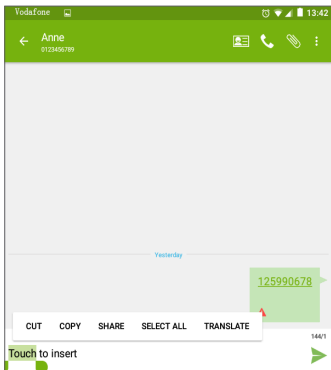 Vodafone 13:42
Anne
0123456789
Yesterday
125990678
CUT COPY SHARE SELECT ALL TRANSLATE
144/1
Touch to insert